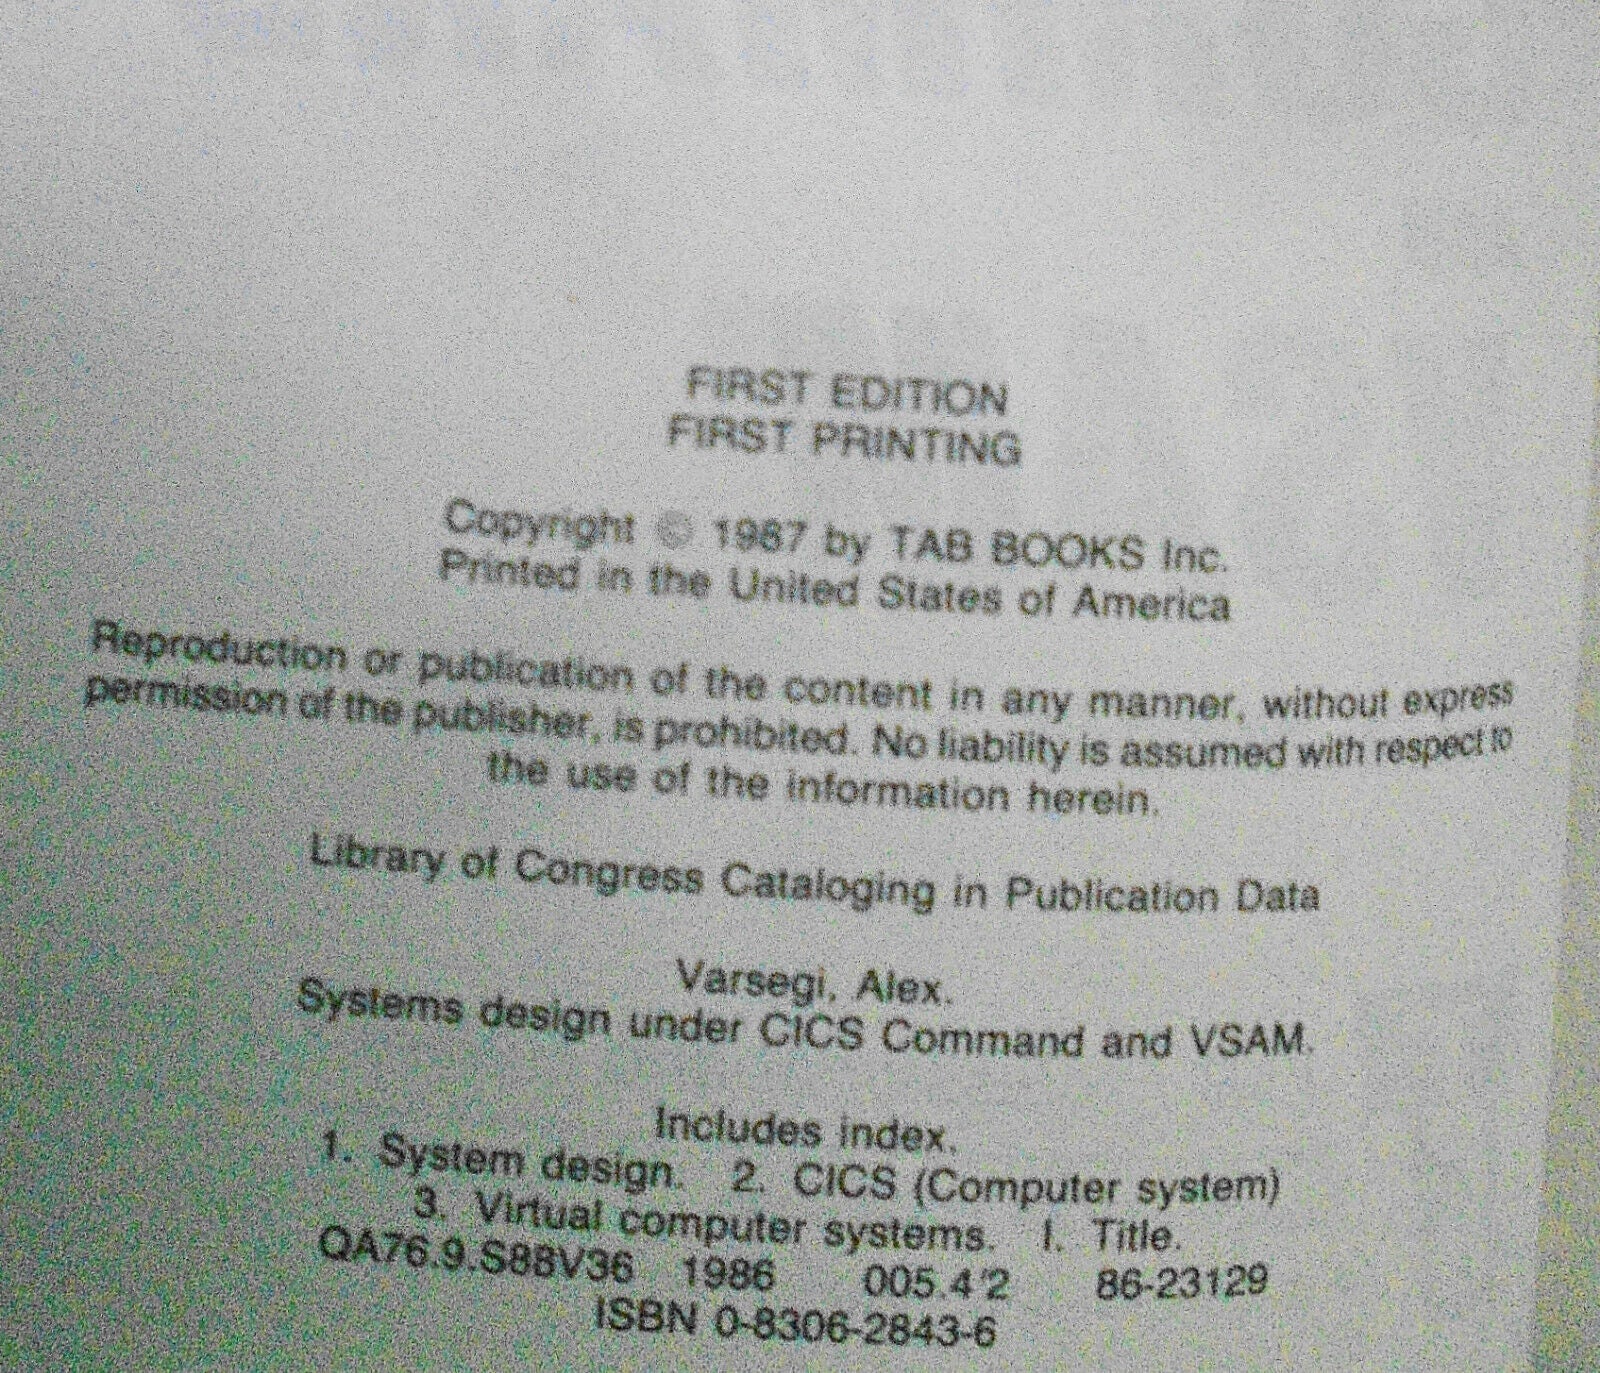 FIRST EDITION
FIRST PRINTING
Copyright © 1987 by TAB BOOKS Inc.
Printed in the United States of America
Reproduction or publication of the content in any manner, without express
permission of the publisher, is prohibited. No liability is assumed with respect to
the use of the information herein.
Library of Congress Cataloging in Publication Data
Varsegi, Alex.
Systems design under CICS Command and VSAM.
Includes index.
1. System design. 2. CICS (Computer system)
3. Virtual computer systems. I. Title.
QA76.9.S88V36 1986 005.4'2 86-23129
ISBN 0-8306-2843-6